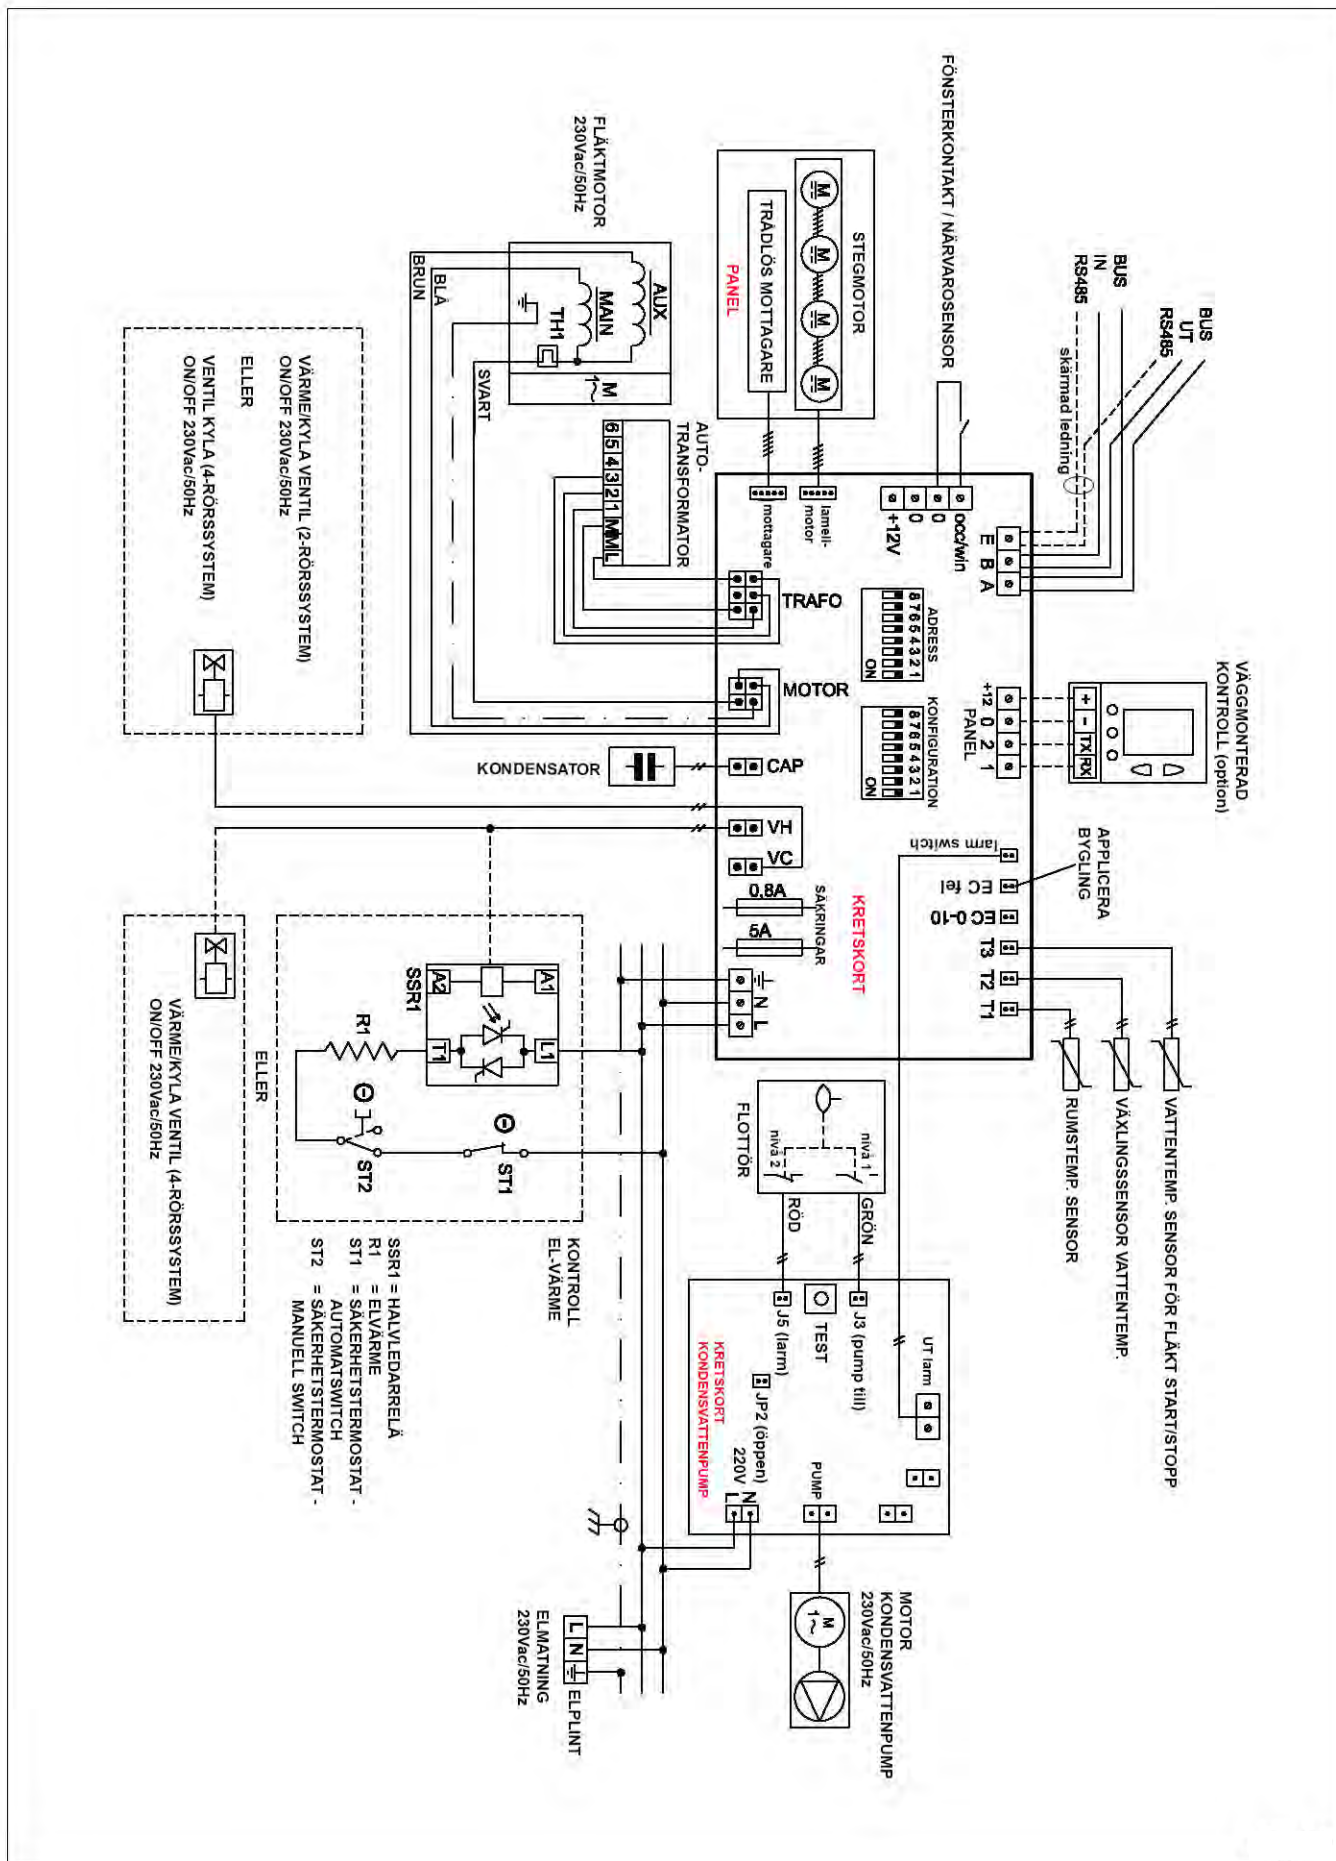 BUS
UT
RS485
BUS
IN
RS485
skärmad ledning
FÖNSTERKONTAKT / NÄRVAROSENSOR
STEGMOTOR
M
M
M
M
TRÅDLÖS MOTTAGARE
PANEL
FLÄKTMOTOR
230Vac/50Hz
AUX
MAIN
TH1
M
1~
BRUN
BLÅ
SVART
AUTO-
TRANSFORMATOR
6 5 4 3 2 1 M M L
VÄGGMONTERAD
KONTROLL (option)
+ - TX RX
+12 0 2 1
PANEL
E B A
occ/win
0
0
+12V
lamell-
motor
mottagare
ADRESS
8 7 6 5 4 3 2 1
ON
KONFIGURATION
8 7 6 5 4 3 2 1
ON
TRAFO
MOTOR
CAP
VH
VC
KONDENSATOR
APPLICERA
BYGLING
larm switch
EC fel
EC 0-10
T3
T2
T1
SÄKRINGAR
0,8A
5A
KRETSKORT
N
L
VATTENTEMP. SENSOR FÖR FLÄKT START/STOPP
VÄXLINGSSENSOR VATTENTEMP.
RUMSTEMP. SENSOR
VÄRME/KYLA VENTIL (2-RÖRSSYSTEM)
ON/OFF 230Vac/50Hz
ELLER
VENTIL KYLA (4-RÖRSSYSTEM)
ON/OFF 230Vac/50Hz
FLOTTÖR
nivå 1
nivå 2
GRÖN
RÖD
UT larm
J3 (pump till)
TEST
J5 (larm)
JP2 (öppen)
220V
N
L
PUMP
KRETSKORT
KONDENSVATTENPUMP
MOTOR
KONDENSVATTENPUMP
230Vac/50Hz
M
1~
A1
A2
SSR1
L1
T1
R1
ST1
ST2
KONTROLL
EL-VÄRME
SSR1 = HALVLEDARRELÄ
R1 = ELVÄRME
ST1 = SÄKERHETSTERMOSTAT -
AUTOMATSWITCH
ST2 = SÄKERHETSTERMOSTAT -
MANUELL SWITCH
ELLER
VÄRME/KYLA VENTIL (4-RÖRSSYSTEM)
ON/OFF 230Vac/50Hz
L N
ELPLINT
ELMATNING
230Vac/50Hz